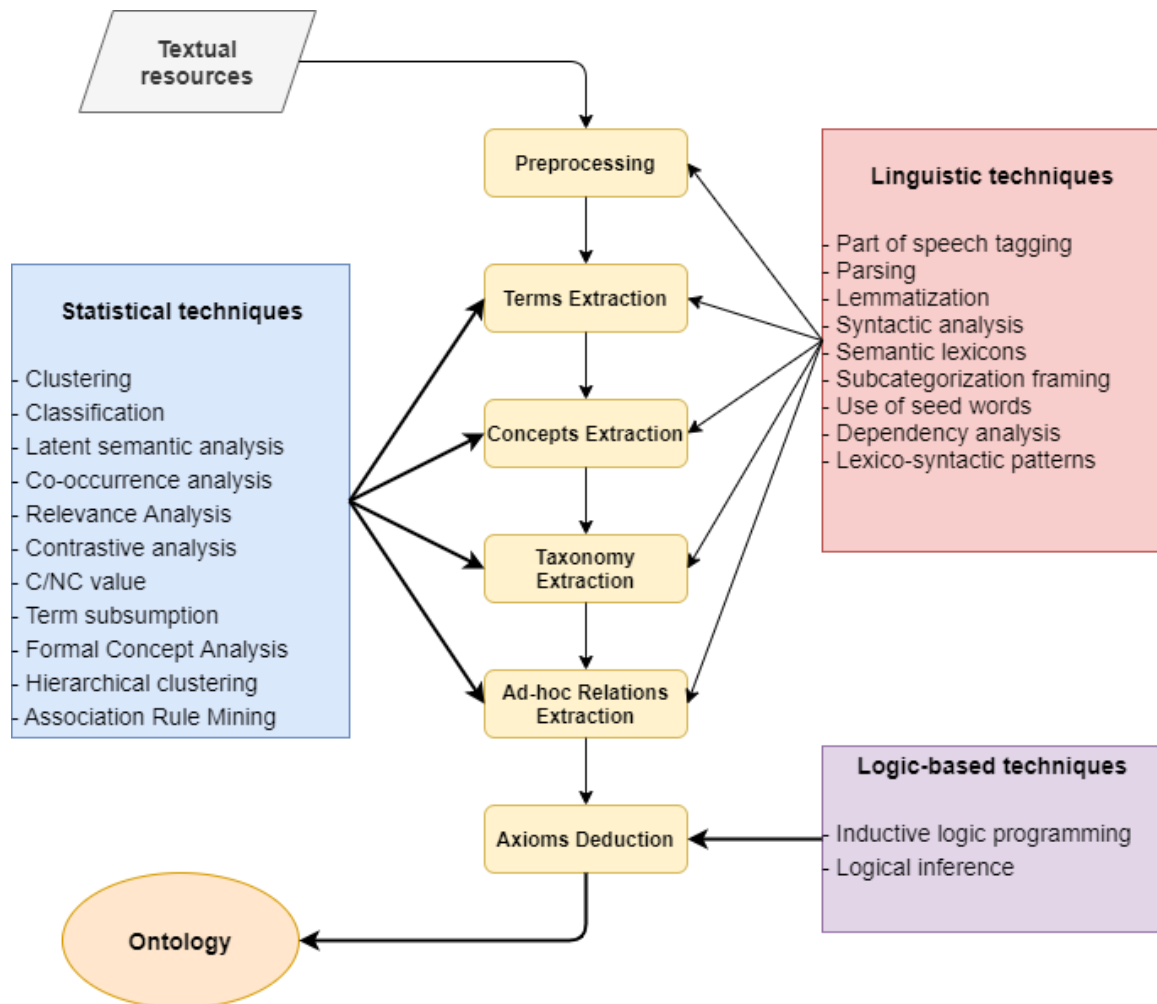 Textual
resources
Preprocessing
Linguistic techniques
- Part of speech tagging
- Parsing
- Lemmatization
- Syntactic analysis
- Semantic lexicons
- Subcategorization framing
- Use of seed words
- Dependency analysis
- Lexico-syntactic patterns
Terms Extraction
Statistical techniques
- Clustering
- Classification
- Latent semantic analysis
- Co-occurrence analysis
- Relevance Analysis
- Contrastive analysis
- C/NC value
- Term subsumption
- Formal Concept Analysis
- Hierarchical clustering
- Association Rule Mining
Concepts Extraction
Taxonomy
Extraction
Ad-hoc Relations
Extraction
Logic-based techniques
- Inductive logic programming
- Logical inference
Axioms Deduction
Ontology